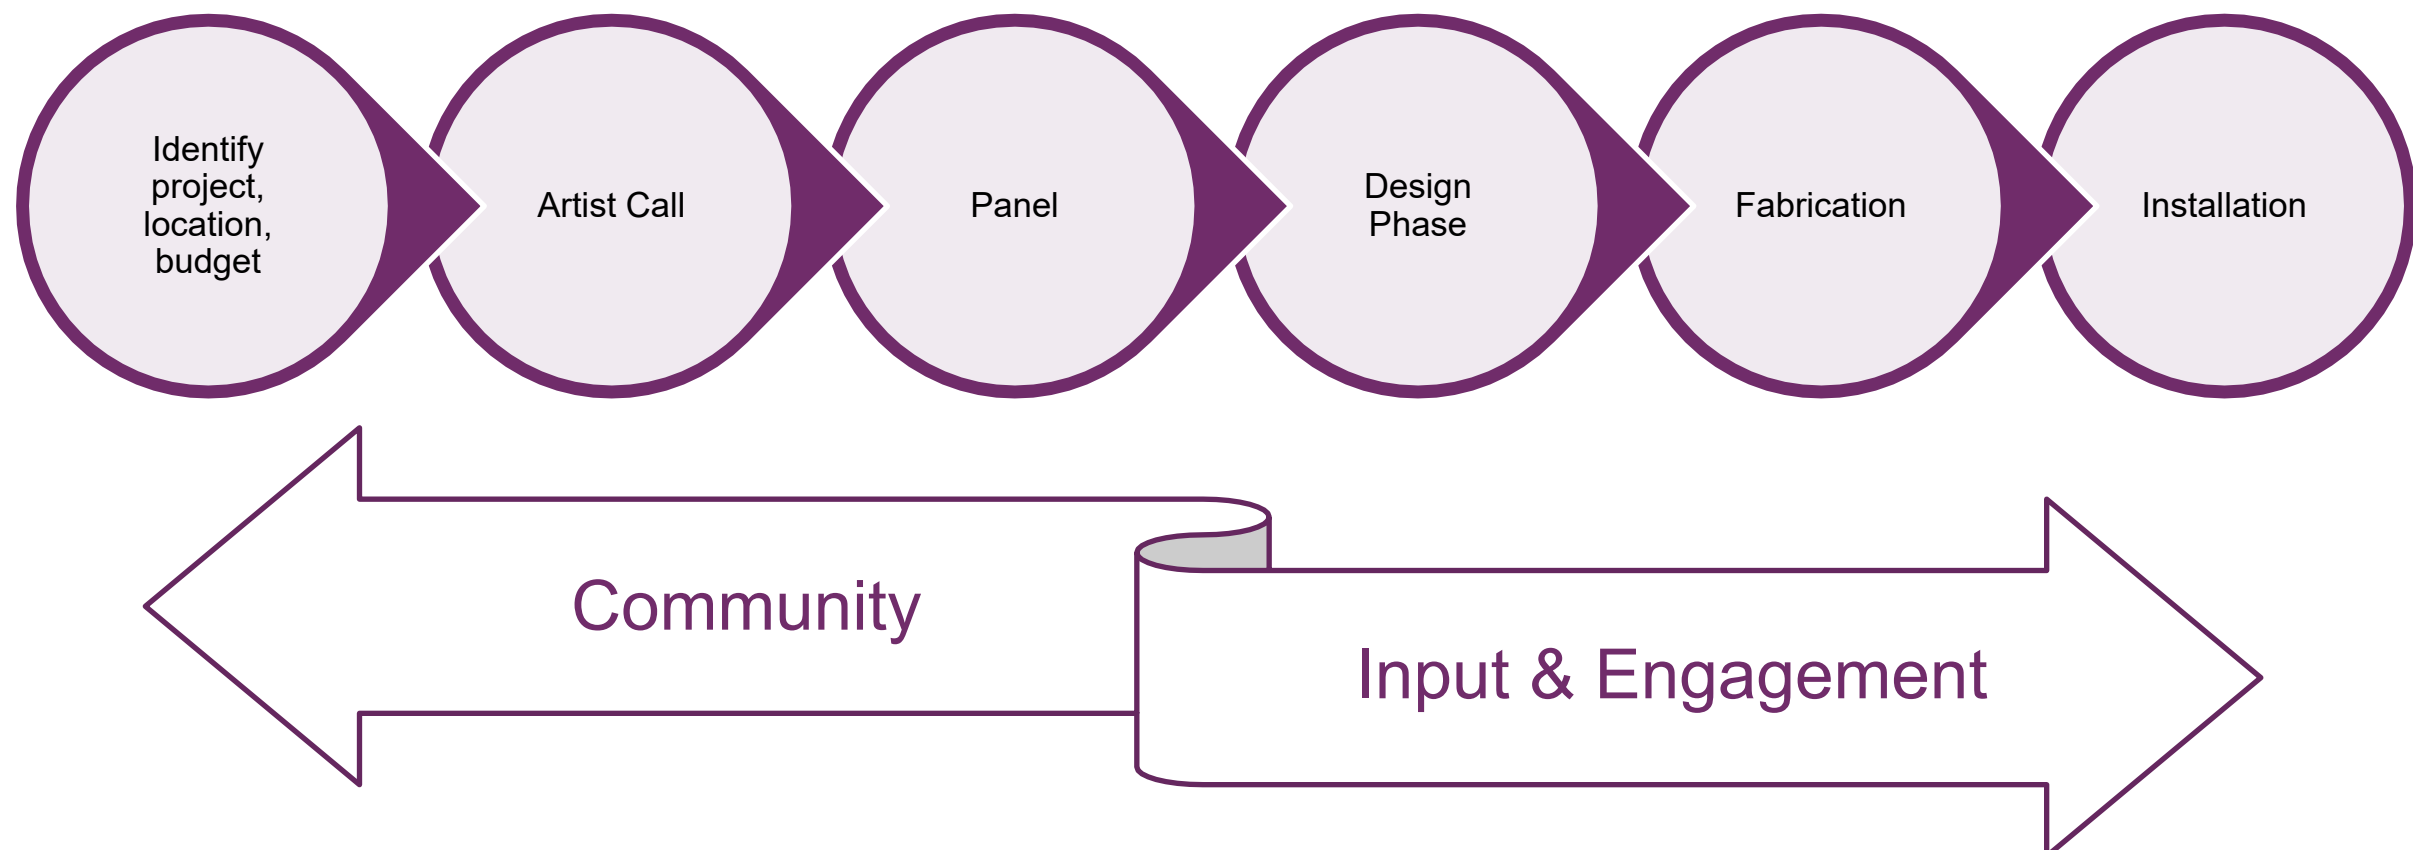 Identify
project,
location,
budget
Artist Call
Panel
Design
Phase
Fabrication
Installation
Community
Input & Engagement